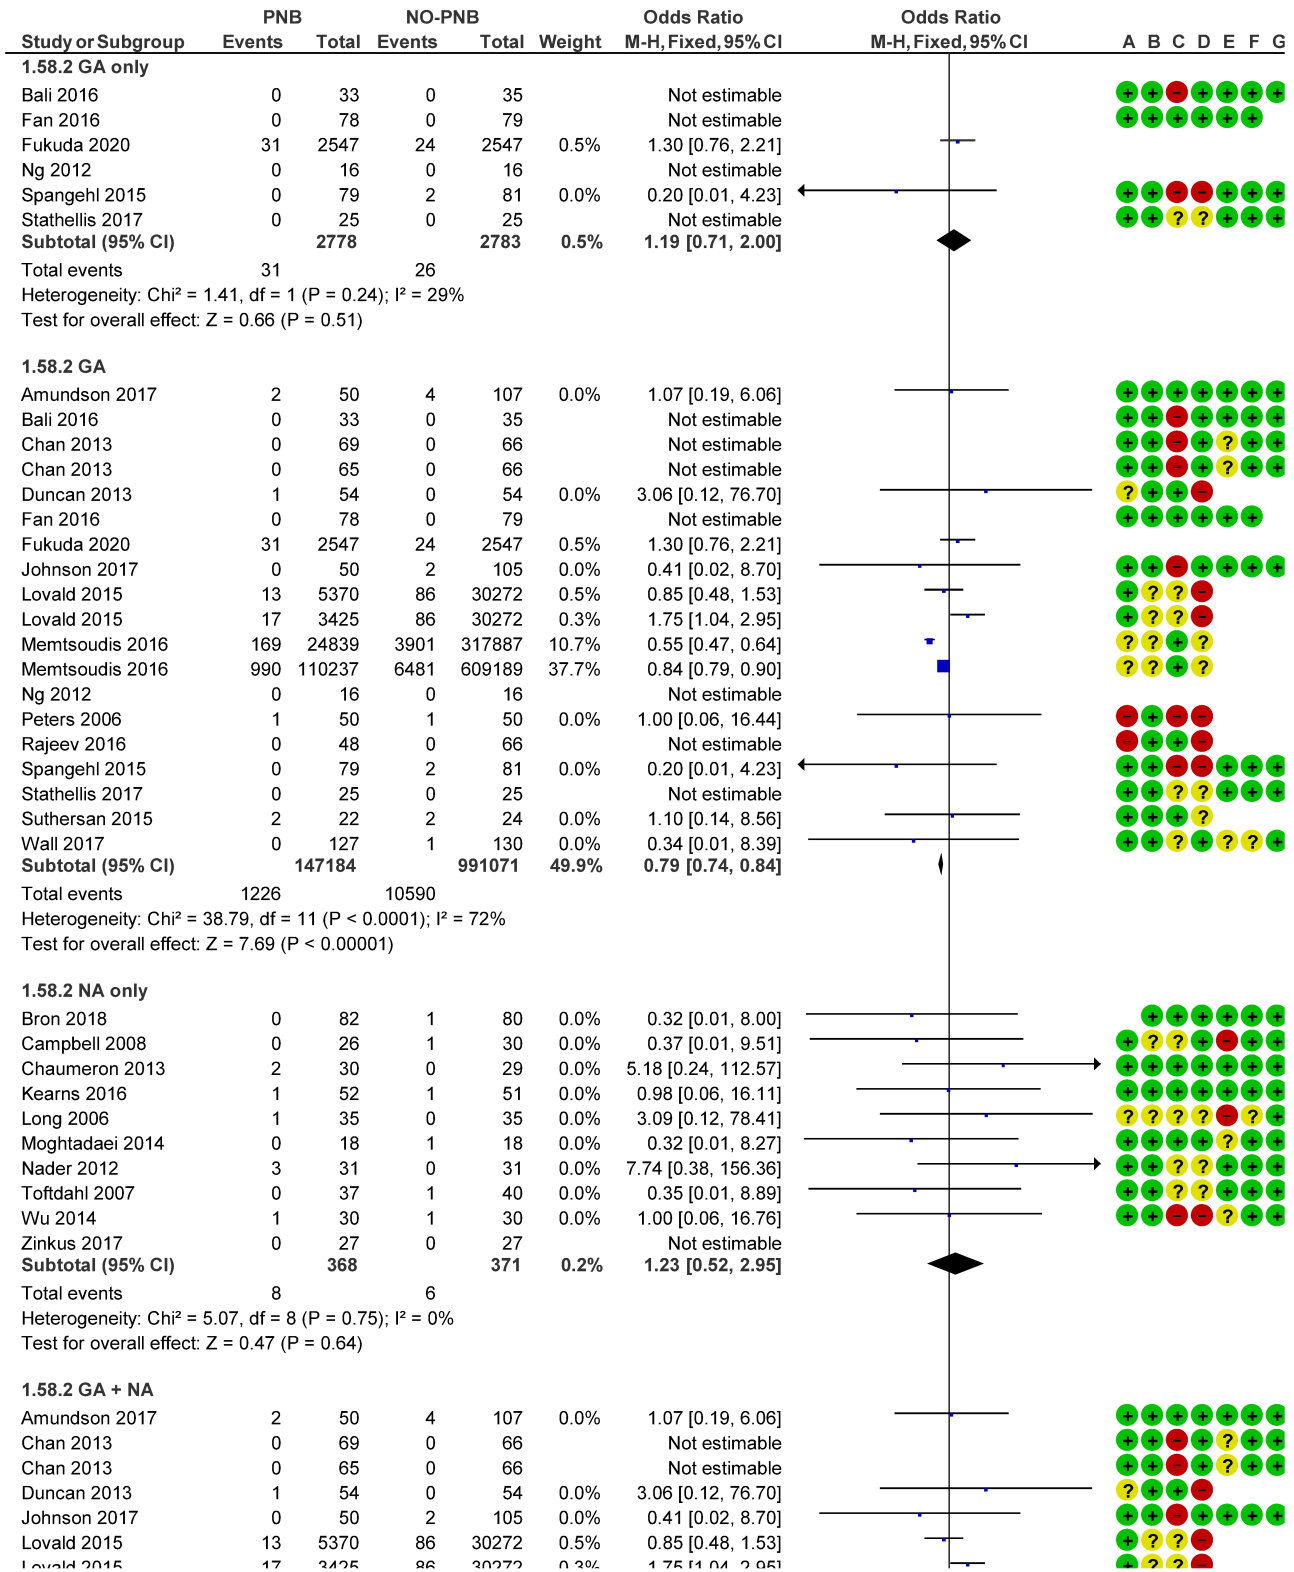 PNB NO-PNB Odds Ratio Odds Ratio
Study or Subgroup Events Total Events Total Weight M-H, Fixed, 95% CI M-H, Fixed, 95% CI A B C D E F G
1.58.2 GA only
Bali 2016 0 33 0 35 Not estimable + + - + + + +
Fan 2016 0 78 0 79 Not estimable + + + + + +
Fukuda 2020 31 2547 24 2547 0.5% 1.30 [0.76, 2.21]
Ng 2012 0 16 0 16 Not estimable
Spangehl 2015 0 79 2 81 0.0% 0.20 [0.01, 4.23] + + - - + + +
Stathellis 2017 0 25 0 25 Not estimable + + ? ? + + +
Subtotal (95% CI) 2778 2783 0.5% 1.19 [0.71, 2.00]
Total events 31 26
Heterogeneity: Chi² = 1.41, df = 1 (P = 0.24); I² = 29%
Test for overall effect: Z = 0.66 (P = 0.51)
1.58.2 GA
Amundson 2017 2 50 4 107 0.0% 1.07 [0.19, 6.06] + + + + + + +
Bali 2016 0 33 0 35 Not estimable + + - + + + +
Chan 2013 0 69 0 66 Not estimable + + - + ? + +
Chan 2013 0 65 0 66 Not estimable + + - + ? + +
Duncan 2013 1 54 0 54 0.0% 3.06 [0.12, 76.70] ? + + -
Fan 2016 0 78 0 79 Not estimable + + + + + +
Fukuda 2020 31 2547 24 2547 0.5% 1.30 [0.76, 2.21]
Johnson 2017 0 50 2 105 0.0% 0.41 [0.02, 8.70] + + - + + + +
Lovald 2015 13 5370 86 30272 0.5% 0.85 [0.48, 1.53] + ? ? -
Lovald 2015 17 3425 86 30272 0.3% 1.75 [1.04, 2.95] + ? ? -
Memtsoudis 2016 169 24839 3901 317887 10.7% 0.55 [0.47, 0.64] ? ? + ?
Memtsoudis 2016 990 110237 6481 609189 37.7% 0.84 [0.79, 0.90] ? ? + ?
Ng 2012 0 16 0 16 Not estimable
Peters 2006 1 50 1 50 0.0% 1.00 [0.06, 16.44] - + - -
Rajeev 2016 0 48 0 66 Not estimable - + + -
Spangehl 2015 0 79 2 81 0.0% 0.20 [0.01, 4.23] + + - - + + +
Stathellis 2017 0 25 0 25 Not estimable + + ? ? + + +
Suthersan 2015 2 22 2 24 0.0% 1.10 [0.14, 8.56] + + + ?
Wall 2017 0 127 1 130 0.0% 0.34 [0.01, 8.39] + + ? + ? ? +
Subtotal (95% CI) 147184 991071 49.9% 0.79 [0.74, 0.84]
Total events 1226 10590
Heterogeneity: Chi² = 38.79, df = 11 (P < 0.0001); I² = 72%
Test for overall effect: Z = 7.69 (P < 0.00001)
1.58.2 NA only
Bron 2018 0 82 1 80 0.0% 0.32 [0.01, 8.00] + + + + + +
Campbell 2008 0 26 1 30 0.0% 0.37 [0.01, 9.51] + ? ? + - + +
Chaumeron 2013 2 30 0 29 0.0% 5.18 [0.24, 112.57] + + + + + + +
Kearns 2016 1 52 1 51 0.0% 0.98 [0.06, 16.11] + + + + + + +
Long 2006 1 35 0 35 0.0% 3.09 [0.12, 78.41] ? ? ? ? - ? +
Moghtadaei 2014 0 18 1 18 0.0% 0.32 [0.01, 8.27] + + + + ? + +
Nader 2012 3 31 0 31 0.0% 7.74 [0.38, 156.36] + + ? ? + + +
Toftdahl 2007 0 37 1 40 0.0% 0.35 [0.01, 8.89] + + ? ? + + +
Wu 2014 1 30 1 30 0.0% 1.00 [0.06, 16.76] + + - - ? + +
Zinkus 2017 0 27 0 27 Not estimable
Subtotal (95% CI) 368 371 0.2% 1.23 [0.52, 2.95]
Total events 8 6
Heterogeneity: Chi² = 5.07, df = 8 (P = 0.75); I² = 0%
Test for overall effect: Z = 0.47 (P = 0.64)
1.58.2 GA + NA
Amundson 2017 2 50 4 107 0.0% 1.07 [0.19, 6.06] + + + + + + +
Chan 2013 0 69 0 66 Not estimable + + - + ? + +
Chan 2013 0 65 0 66 Not estimable + + - + ? + +
Duncan 2013 1 54 0 54 0.0% 3.06 [0.12, 76.70] ? + + -
Johnson 2017 0 50 2 105 0.0% 0.41 [0.02, 8.70] + + - + + + +
Lovald 2015 13 5370 86 30272 0.5% 0.85 [0.48, 1.53] + ? ? -
Lovald 2015 17 3425 86 30272 0.3% 1.75 [1.04, 2.95] + ? ? -